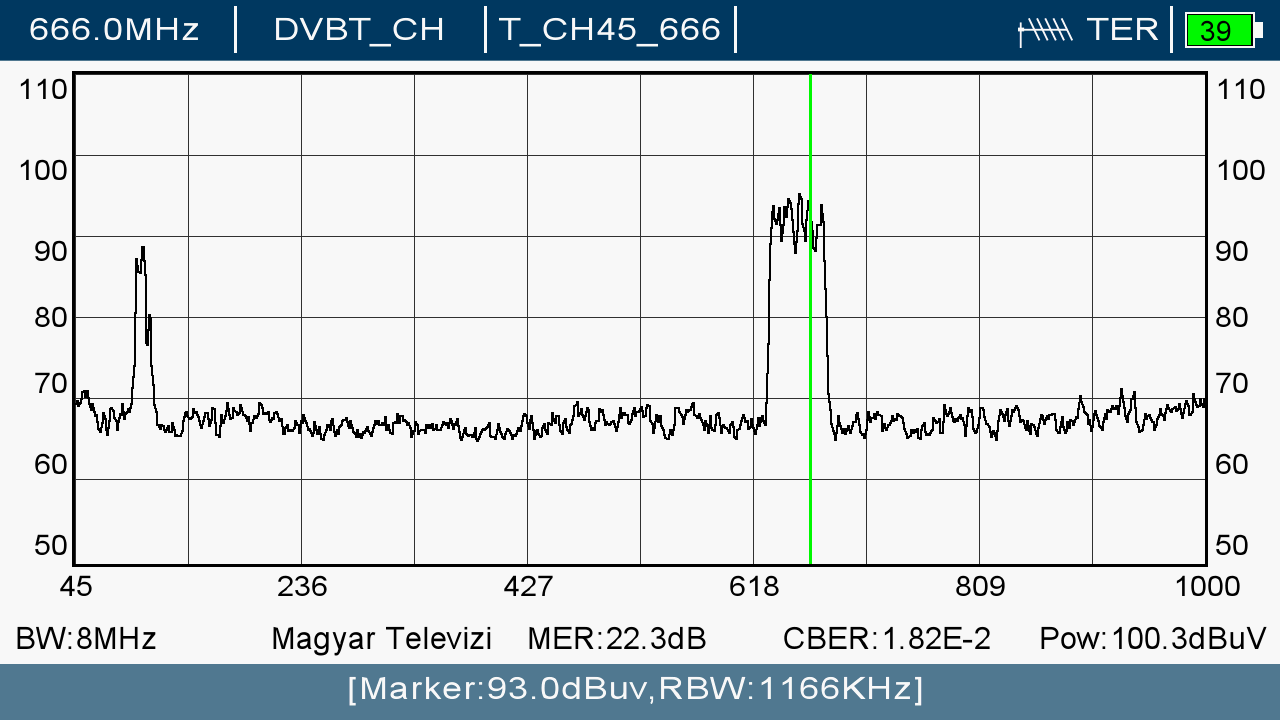 666.0MHz DVBT_CH T_CH45_666 TER 39
110 110
100 100
90 90
80 80
70 70
60 60
50 50
45 236 427 618 809 1000
BW:8MHz Magyar Televizi MER:22.3dB CBER:1.82E-2 Pow:100.3dBuV
[Marker:93.0dBuv,RBW:1166KHz]